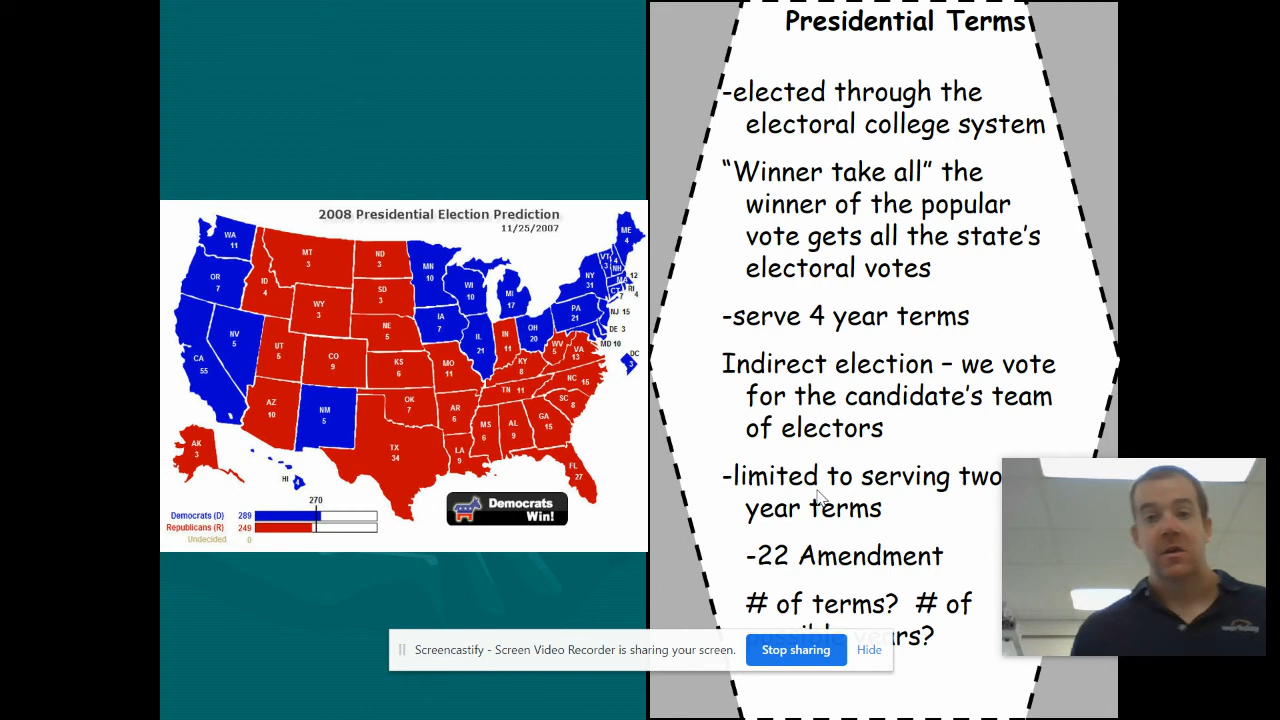 Presidential Terms
-elected through the
electoral college system
“Winner take all” the
winner of the popular
vote gets all the state’s
electoral votes
-serve 4 year terms
Indirect election – we vote
for the candidate’s team
of electors
-limited to serving two
year terms
-22 Amendment
# of terms? # of
possible years?
2008 Presidential Election Prediction
11/25/2007
WA
11
OR
7
CA
55
NV
5
ID
4
MT
3
WY
3
UT
5
AZ
10
CO
9
NM
5
ND
3
SD
3
NE
5
KS
6
OK
7
TX
34
MN
10
IA
7
MO
11
AR
6
LA
9
WI
10
IL
21
MI
17
IN
11
OH
20
KY
8
TN 11
MS
6
AL
9
GA
15
FL
27
SC
8
NC 15
VA
13
WV
5
PA
21
NY
31
VT
3
NH
4
ME
4
12
RI
4
CT
7
NJ 15
DE 3
MD 10
DC
3
AK
3
HI
4
270
Democrats (D) 289
Republicans (R) 249
Undecided 0
Democrats
Win!
Screencastify - Screen Video Recorder is sharing your screen.
Stop sharing
Hide